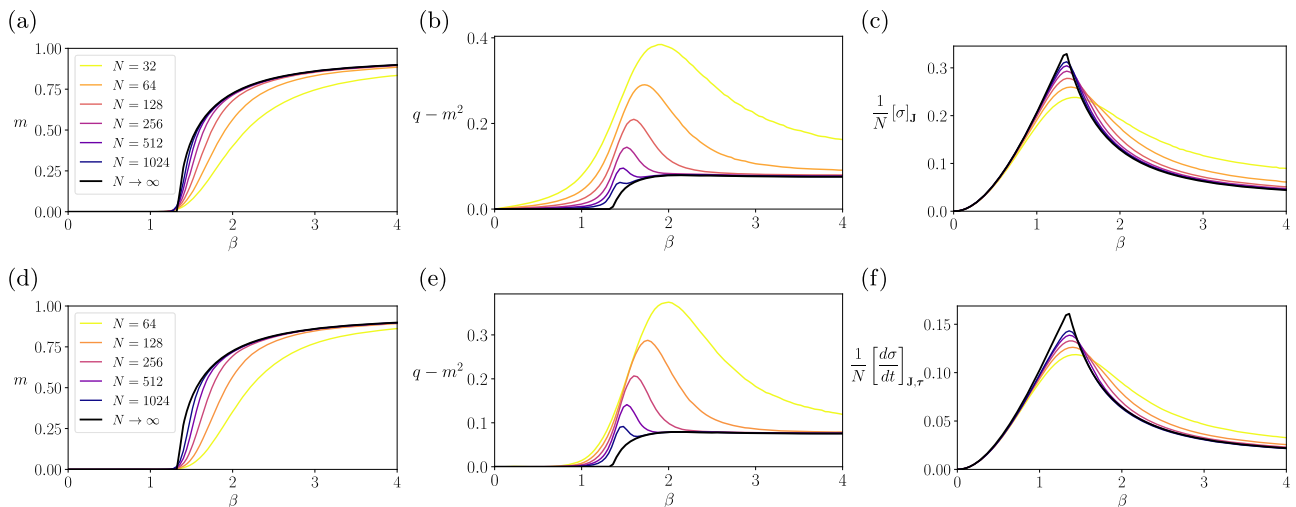 (a)
m
1.00
0.75
0.50
0.25
0.00
N = 32
N = 64
N = 128
N = 256
N = 512
N = 1024
N → ∞
0 1 2 3 4
β
(b)
q − m²
0.4
0.2
0.0
0 1 2 3 4
β
(c)
1/N [σ]_J
0.3
0.2
0.1
0.0
0 1 2 3 4
β
(d)
m
1.00
0.75
0.50
0.25
0.00
N = 64
N = 128
N = 256
N = 512
N = 1024
N → ∞
0 1 2 3 4
β
(e)
q − m²
0.3
0.2
0.1
0.0
0 1 2 3 4
β
(f)
1/N [dσ/dt]_J,τ
0.15
0.10
0.05
0.00
0 1 2 3 4
β